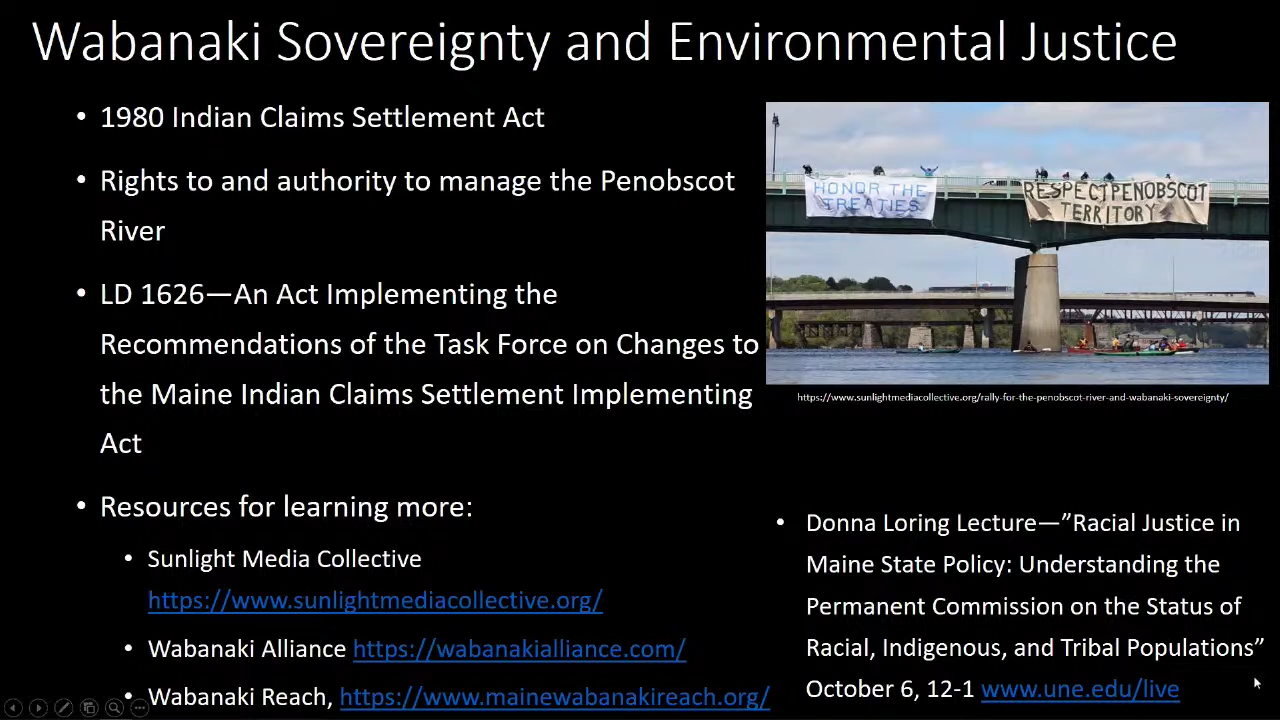 Wabanaki Sovereignty and Environmental Justice
• 1980 Indian Claims Settlement Act
• Rights to and authority to manage the Penobscot
River
• LD 1626—An Act Implementing the
Recommendations of the Task Force on Changes to
the Maine Indian Claims Settlement Implementing
Act
• Resources for learning more:
• Sunlight Media Collective
https://www.sunlightmediacollective.org/
• Wabanaki Alliance https://wabanakialliance.com/
• Wabanaki Reach, https://www.mainewabanakireach.org/
HONOR THE
TREATIES
RESPECT PENOBSCOT
TERRITORY
https://www.sunlightmediacollective.org/rally-for-the-penobscot-river-and-wabanaki-sovereignty/
• Donna Loring Lecture—”Racial Justice in
Maine State Policy: Understanding the
Permanent Commission on the Status of
Racial, Indigenous, and Tribal Populations”
October 6, 12-1 www.une.edu/live